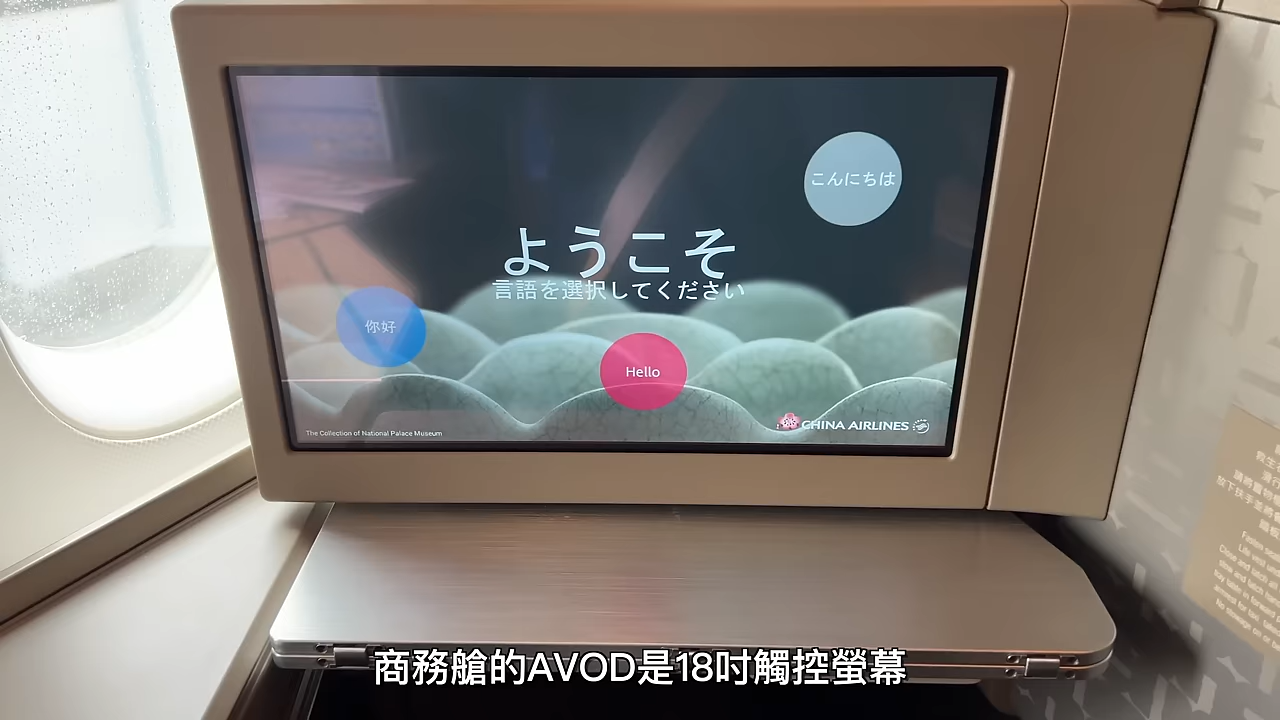 こんにちは
ようこそ
言語を選択してください
你好
Hello
CHINA AIRLINES
The Collection of National Palace Museum
商務艙的AVOD是18吋觸控螢幕